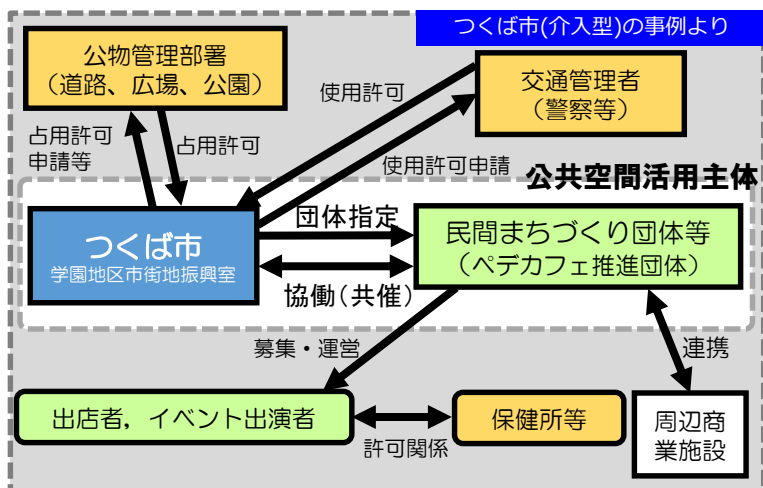 つくば市(介入型)の事例より
公物管理部署
（道路、広場、公園）
交通管理者
（警察等）
使用許可
占用許可
申請等
占用許可
使用許可申請
公共空間活用主体
つくば市
学園地区市街地振興室
団体指定
協働(共催)
民間まちづくり団体等
（ペデカフェ推進団体）
募集・運営
連携
出店者，イベント出演者
許可関係
保健所等
周辺商
業施設